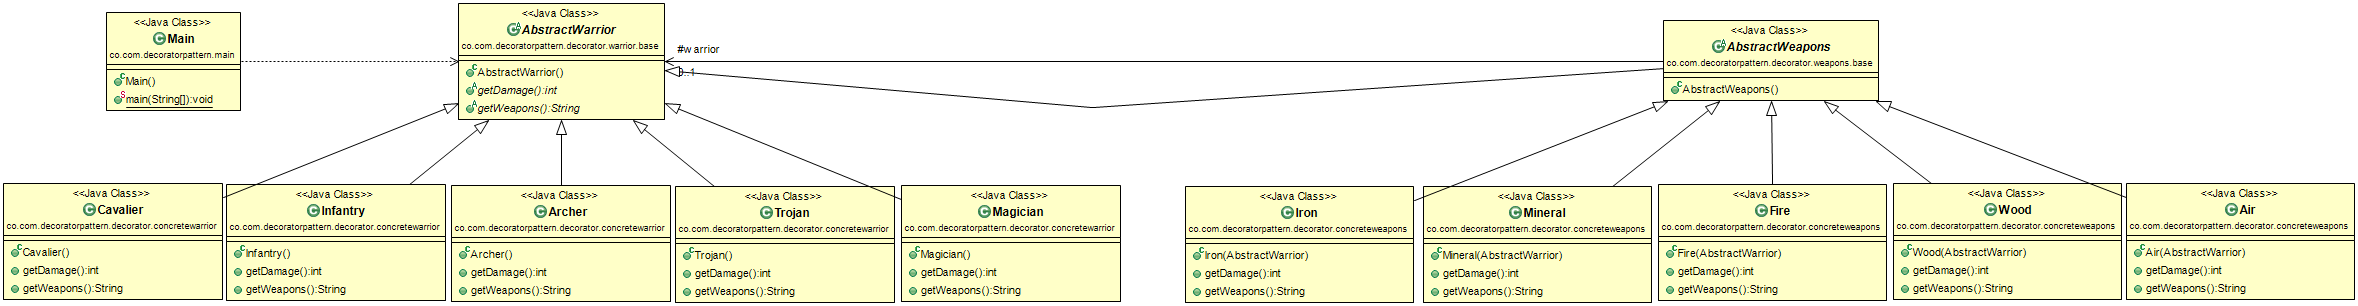 <<Java Class>>
Main
co.com.decoratorpattern.main
Main()
main(String[]):void
<<Java Class>>
AbstractWarrior
co.com.decoratorpattern.decorator.warrior.base
AbstractWarrior()
getDamage():int
getWeapons():String
#warrior
0..1
<<Java Class>>
AbstractWeapons
co.com.decoratorpattern.decorator.weapons.base
AbstractWeapons()
<<Java Class>>
Cavalier
co.com.decoratorpattern.decorator.concretewarrior
Cavalier()
getDamage():int
getWeapons():String
<<Java Class>>
Infantry
co.com.decoratorpattern.decorator.concretewarrior
Infantry()
getDamage():int
getWeapons():String
<<Java Class>>
Archer
co.com.decoratorpattern.decorator.concretewarrior
Archer()
getDamage():int
getWeapons():String
<<Java Class>>
Trojan
co.com.decoratorpattern.decorator.concretewarrior
Trojan()
getDamage():int
getWeapons():String
<<Java Class>>
Magician
co.com.decoratorpattern.decorator.concretewarrior
Magician()
getDamage():int
getWeapons():String
<<Java Class>>
Iron
co.com.decoratorpattern.decorator.concreteweapons
Iron(AbstractWarrior)
getDamage():int
getWeapons():String
<<Java Class>>
Mineral
co.com.decoratorpattern.decorator.concreteweapons
Mineral(AbstractWarrior)
getDamage():int
getWeapons():String
<<Java Class>>
Fire
co.com.decoratorpattern.decorator.concreteweapons
Fire(AbstractWarrior)
getDamage():int
getWeapons():String
<<Java Class>>
Wood
co.com.decoratorpattern.decorator.concreteweapons
Wood(AbstractWarrior)
getDamage():int
getWeapons():String
<<Java Class>>
Air
co.com.decoratorpattern.decorator.concreteweapons
Air(AbstractWarrior)
getDamage():int
getWeapons():String